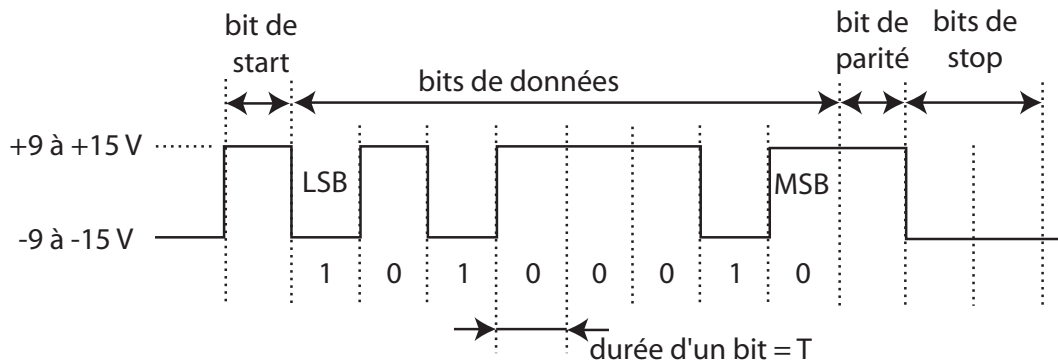 bit de
start
bits de données
bit de
parité
bits de
stop
+9 à +15 V
LSB
MSB
-9 à -15 V
1 0 1 0 0 0 1 0
durée d'un bit = T